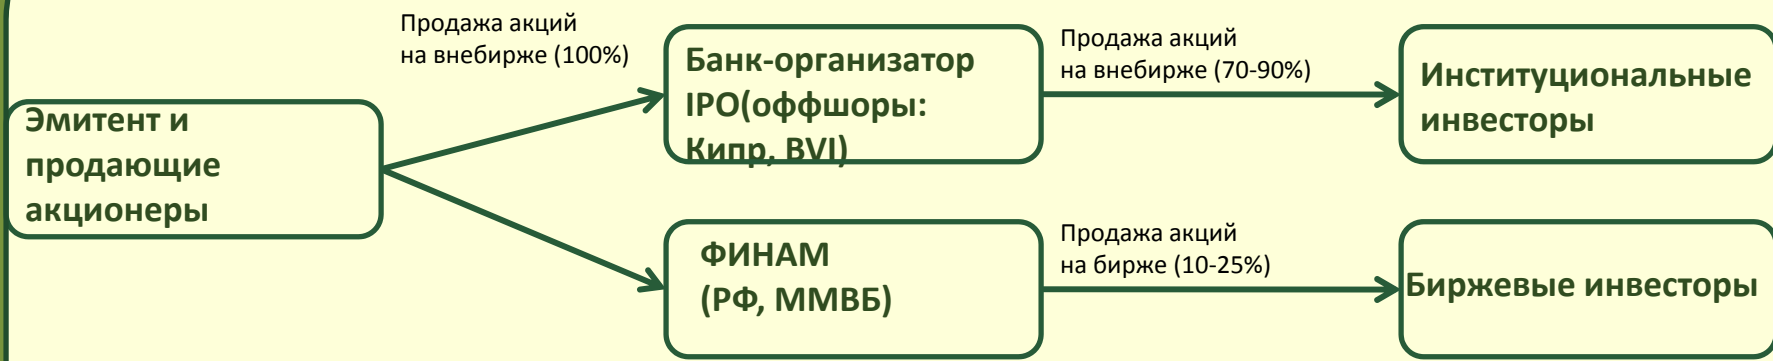 Продажа акций
на внебирже (100%)
Эмитент и
продающие
акционеры
Банк-организатор
IPO(оффшоры:
Кипр, BVI)
Продажа акций
на внебирже (70-90%)
Институциональные
инвесторы
ФИНАМ
(РФ, ММВБ)
Продажа акций
на бирже (10-25%)
Биржевые инвесторы